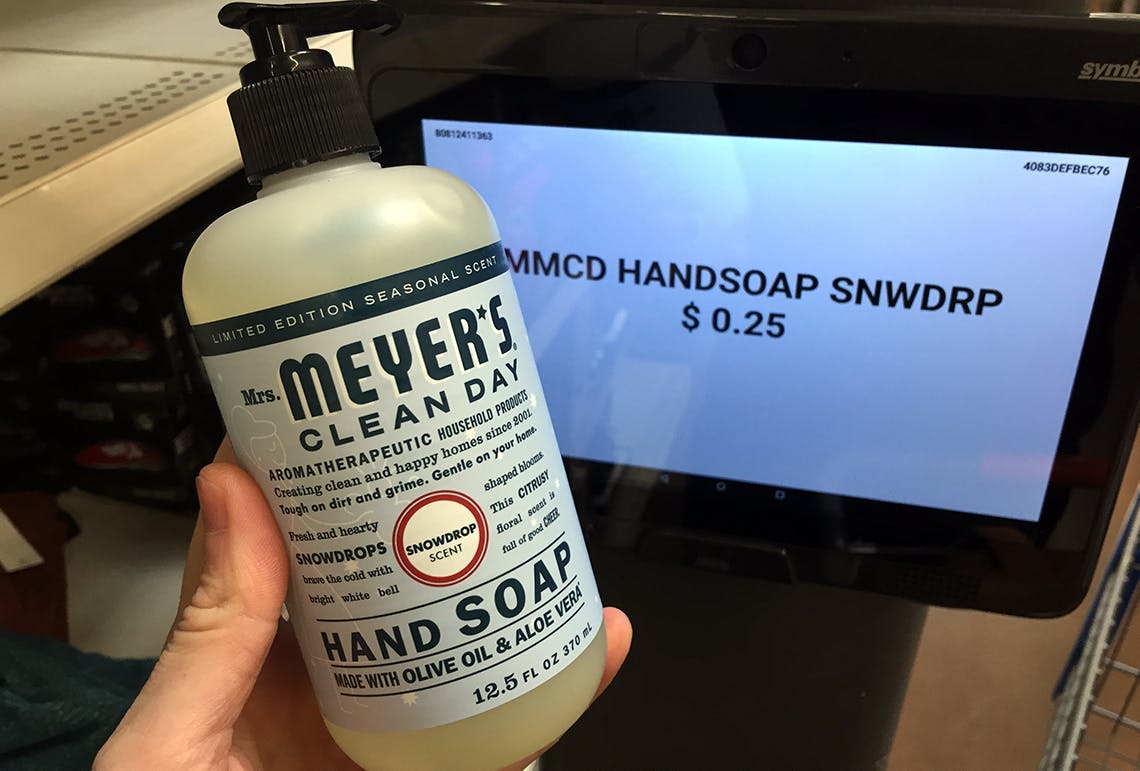 LIMITED EDITION SEASONAL SCENT
Mrs. MEYER'S.
CLEAN DAY
AROMATHERAPEUTIC HOUSEHOLD PRODUCTS
Creating clean and happy homes since 2001.
Tough on dirt and grime. Gentle on your home.
Fresh and hearty
SNOWDROPS
brave the cold with
bright white bell
SNOWDROP
SCENT
shaped blooms.
This CITRUSY
floral scent is
full of good CHEER.
HAND SOAP
MADE WITH OLIVE OIL & ALOE VERA
12.5 FL OZ 370 mL
80812411363
4083DEFBEC76
MMCD HANDSOAP SNWDRP
$ 0.25
symb